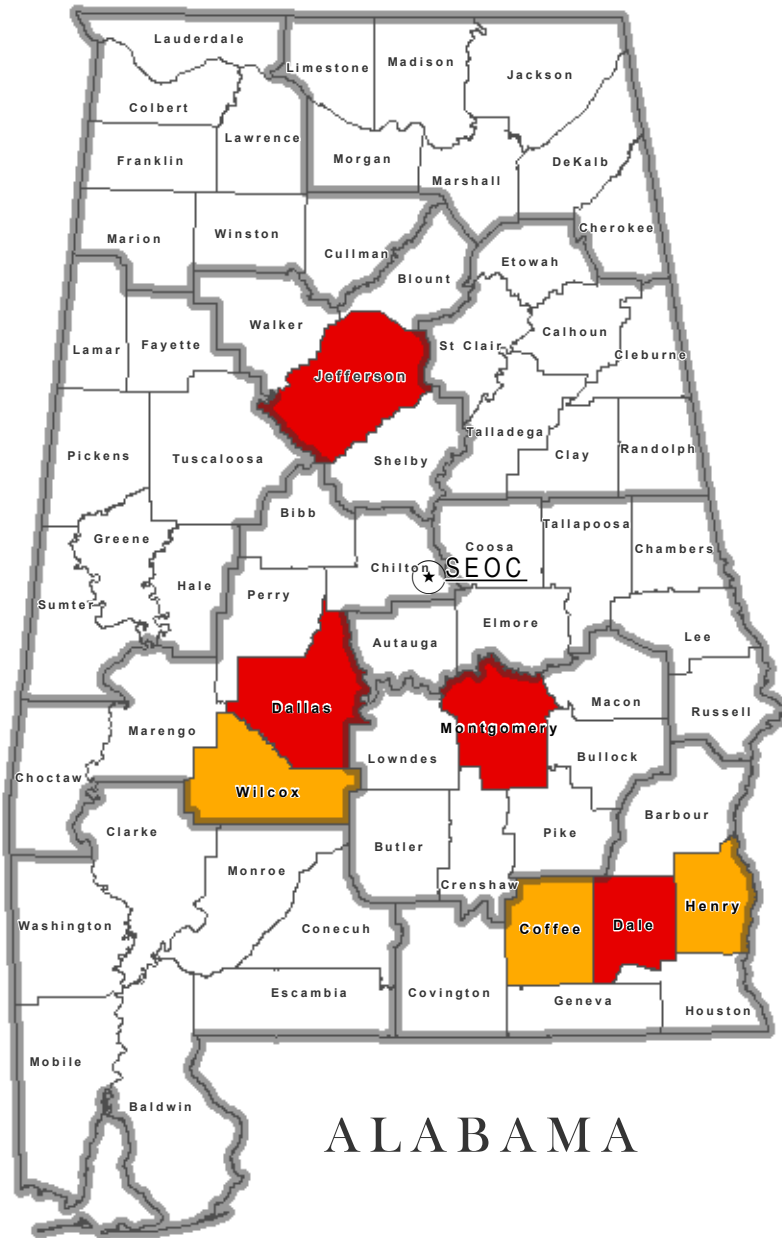 Lauderdale
Limestone
Madison
Jackson
Colbert
Lawrence
Franklin
Morgan
DeKalb
Marshall
Marion
Winston
Cullman
Cherokee
Etowah
Blount
Walker
Calhoun
Lamar
Fayette
St Clair
Cleburne
Jefferson
Talladega
Pickens
Tuscaloosa
Shelby
Clay
Randolph
Bibb
Tallapoosa
Greene
Coosa
Chambers
Chilton
SEOC
Hale
Perry
Sumter
Elmore
Autauga
Lee
Dallas
Macon
Russell
Marengo
Montgomery
Lowndes
Bullock
Choctaw
Wilcox
Barbour
Clarke
Butler
Pike
Monroe
Crenshaw
Henry
Washington
Conecuh
Coffee
Dale
Escambia
Covington
Geneva
Houston
Mobile
Baldwin
ALABAMA